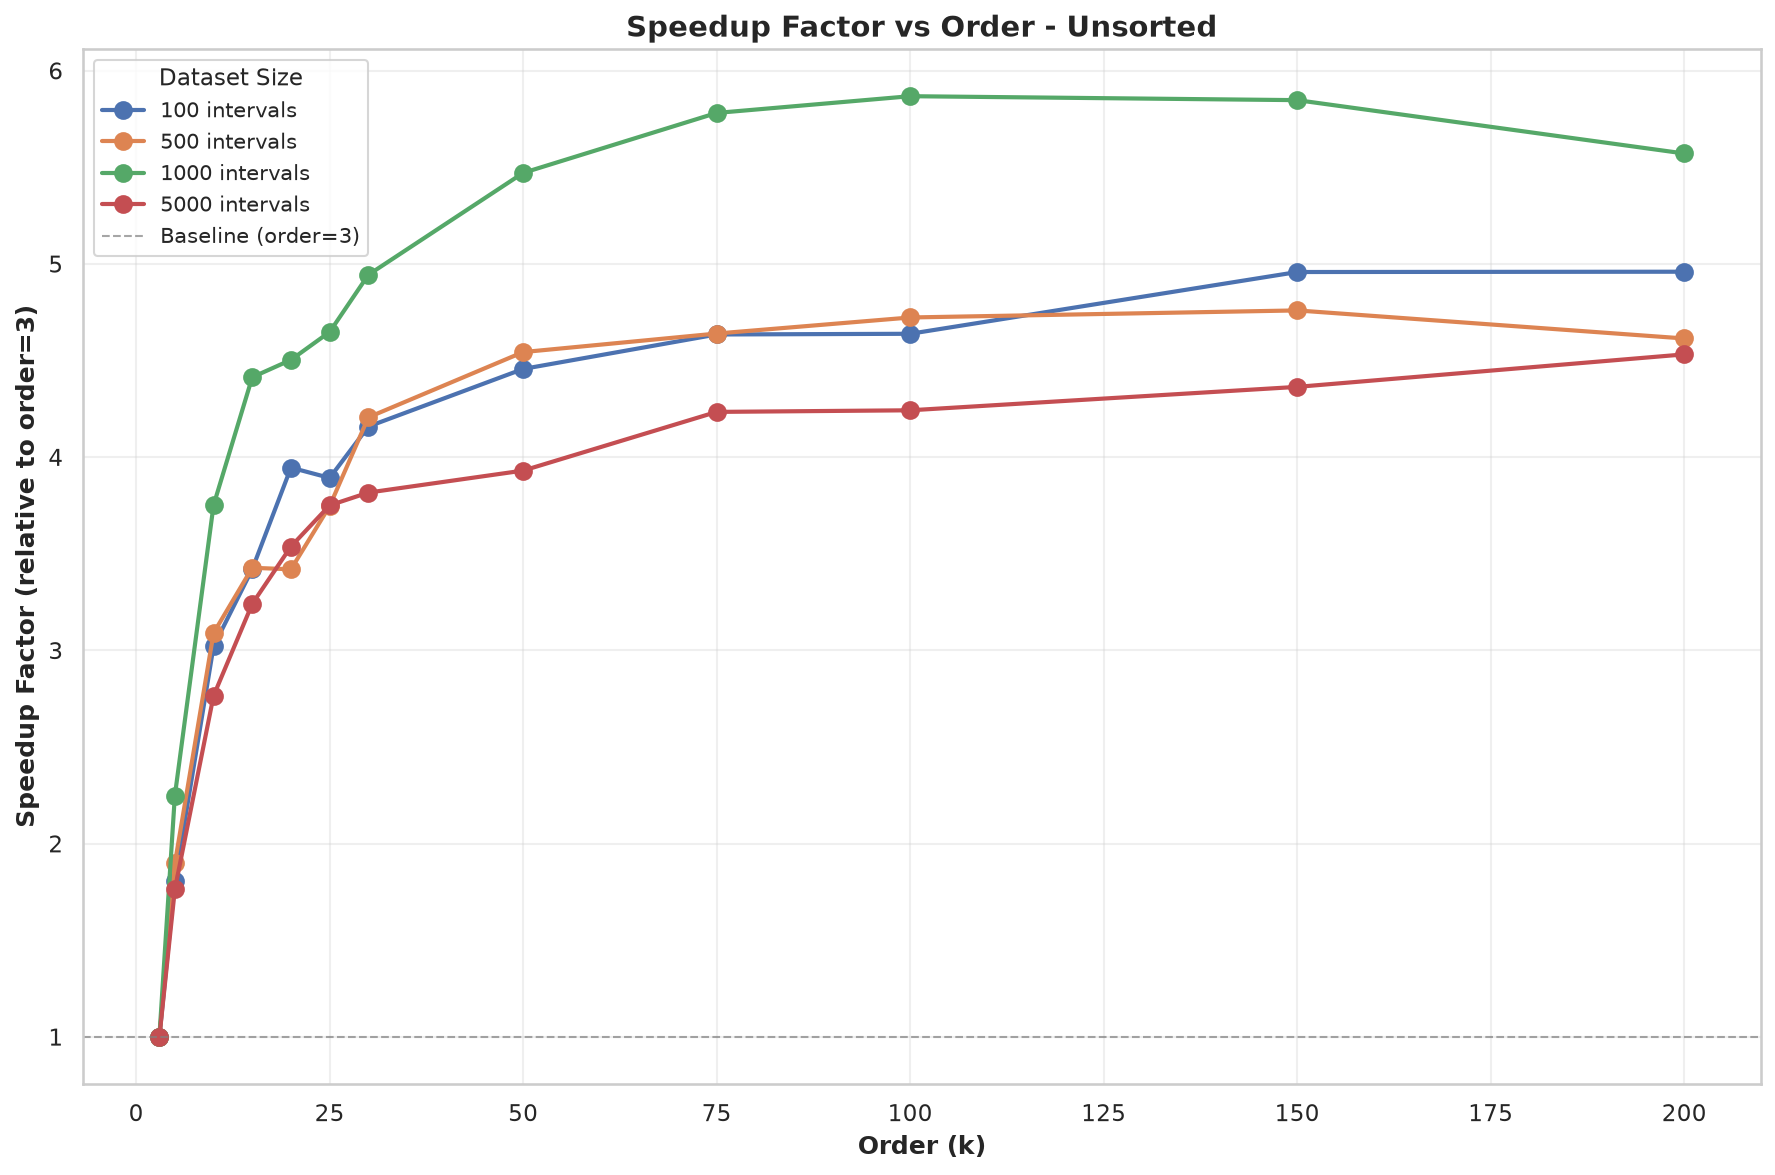 Speedup Factor vs Order - Unsorted
Dataset Size
100 intervals
500 intervals
1000 intervals
5000 intervals
Baseline (order=3)
Speedup Factor (relative to order=3)
6
5
4
3
2
1
0 25 50 75 100 125 150 175 200
Order (k)